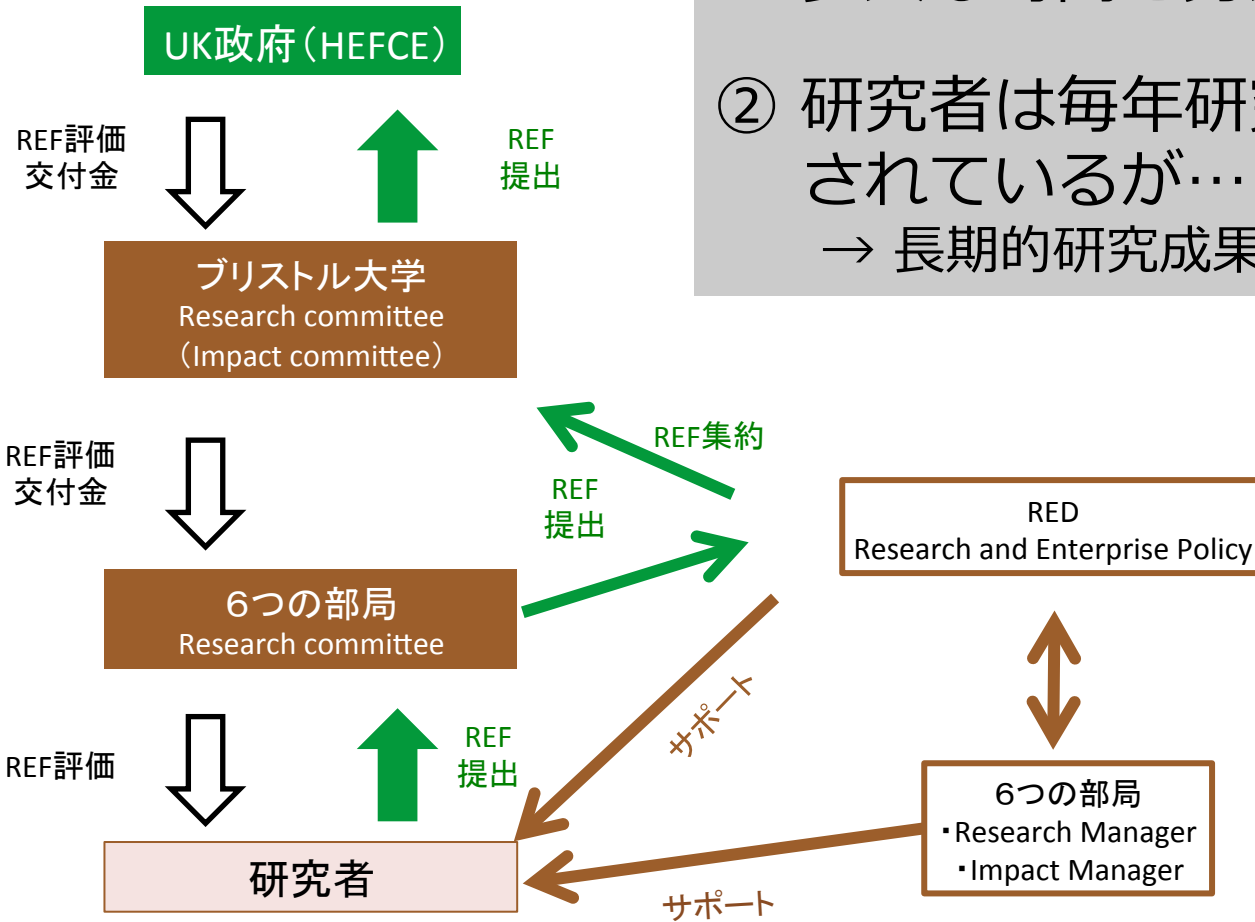 UK政府（HEFCE）
② 研究者は毎年研
されているが…
→ 長期的研究成果
REF評価
交付金
REF
提出
ブリストル大学
Research committee
（Impact committee）
REF評価
交付金
REF集約
REF
提出
RED
Research and Enterprise Policy
６つの部局
Research committee
サポート
REF評価
REF
提出
６つの部局
・Research Manager
・Impact Manager
研究者
サポート